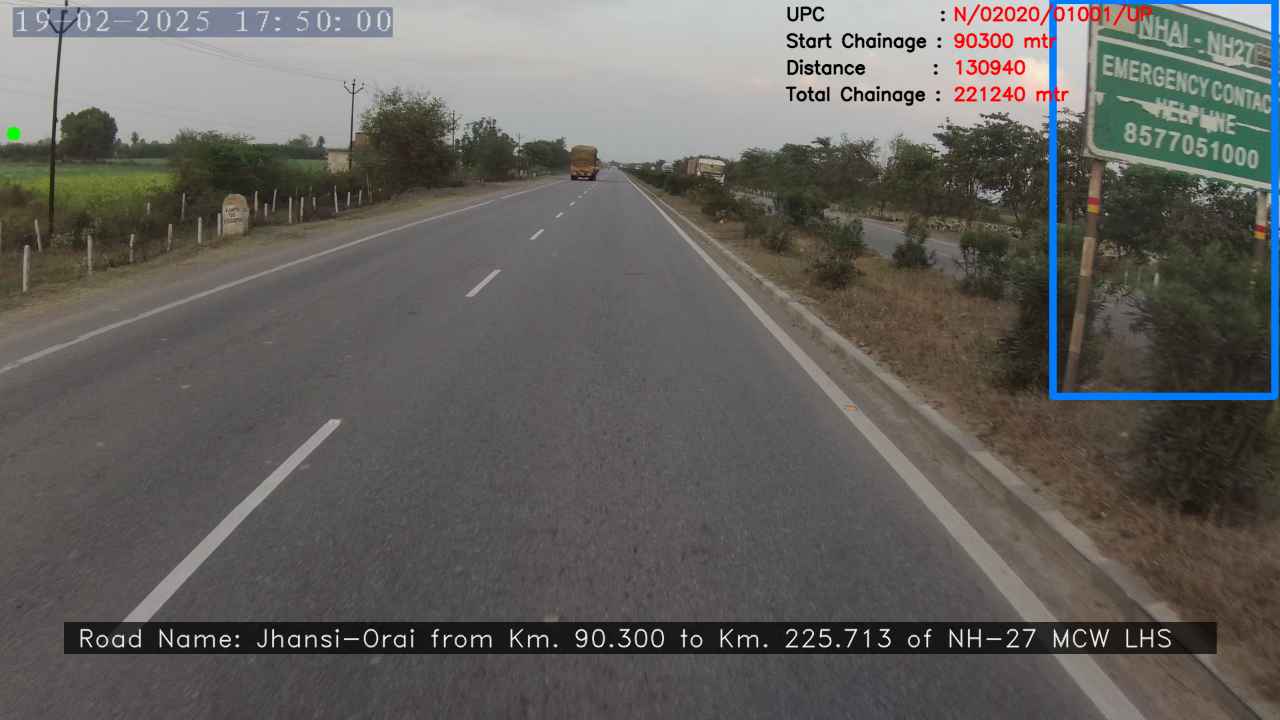 19-02-2025 17:50:00
UPC : N/02020/01001/UP
Start Chainage : 90300 mtr
Distance : 130940
Total Chainage : 221240 mtr
NHAI - NH27
EMERGENCY CONTAC
HELPLINE
8577051000
Road Name: Jhansi-Orai from Km. 90.300 to Km. 225.713 of NH-27 MCW LHS